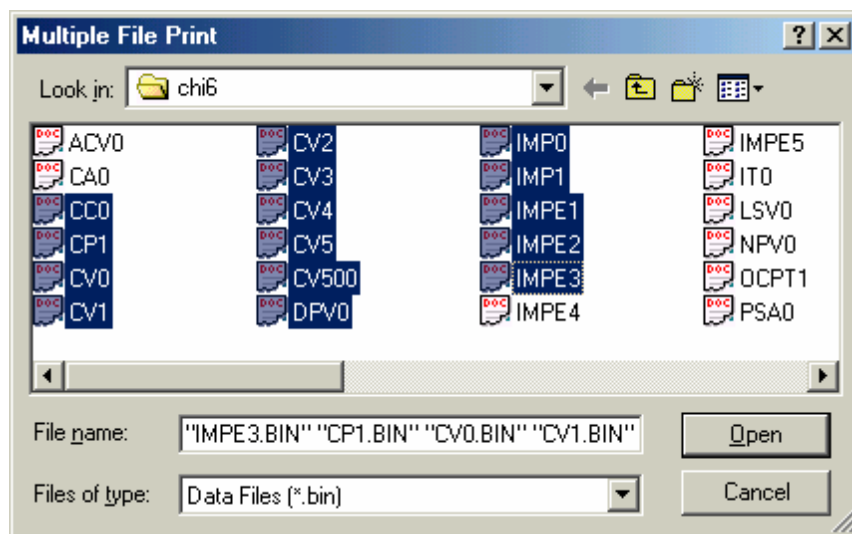 Multiple File Print
Look in: chi6
ACV0 CV2 IMP0 IMPE5
CA0 CV3 IMP1 IT0
CC0 CV4 IMPE1 LSV0
CP1 CV5 IMPE2 NPV0
CV0 CV500 IMPE3 OCPT1
CV1 DPV0 IMPE4 PSA0
File name: "IMPE3.BIN" "CP1.BIN" "CV0.BIN" "CV1.BIN" Open
Files of type: Data Files (*.bin) Cancel